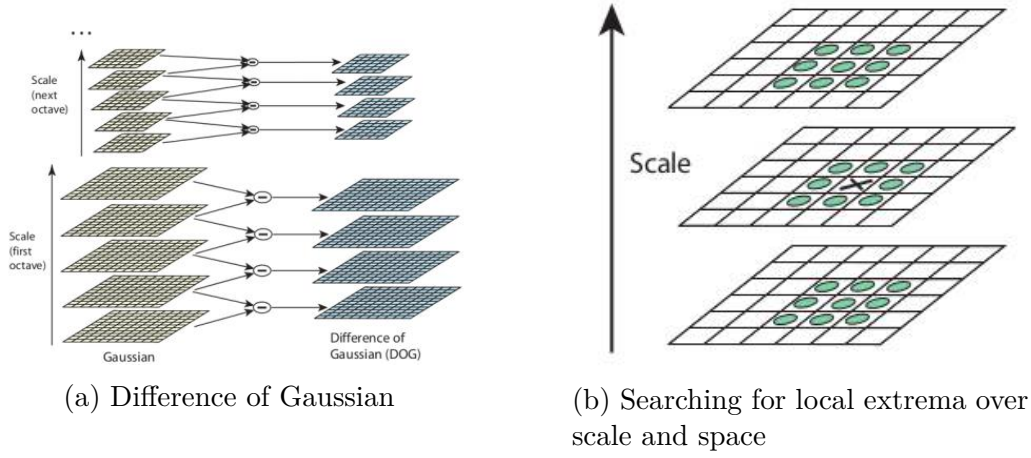 ...
Scale
(next
octave)
Scale
(first
octave)
Gaussian
Difference of
Gaussian (DOG)
(a) Difference of Gaussian
Scale
(b) Searching for local extrema over
scale and space